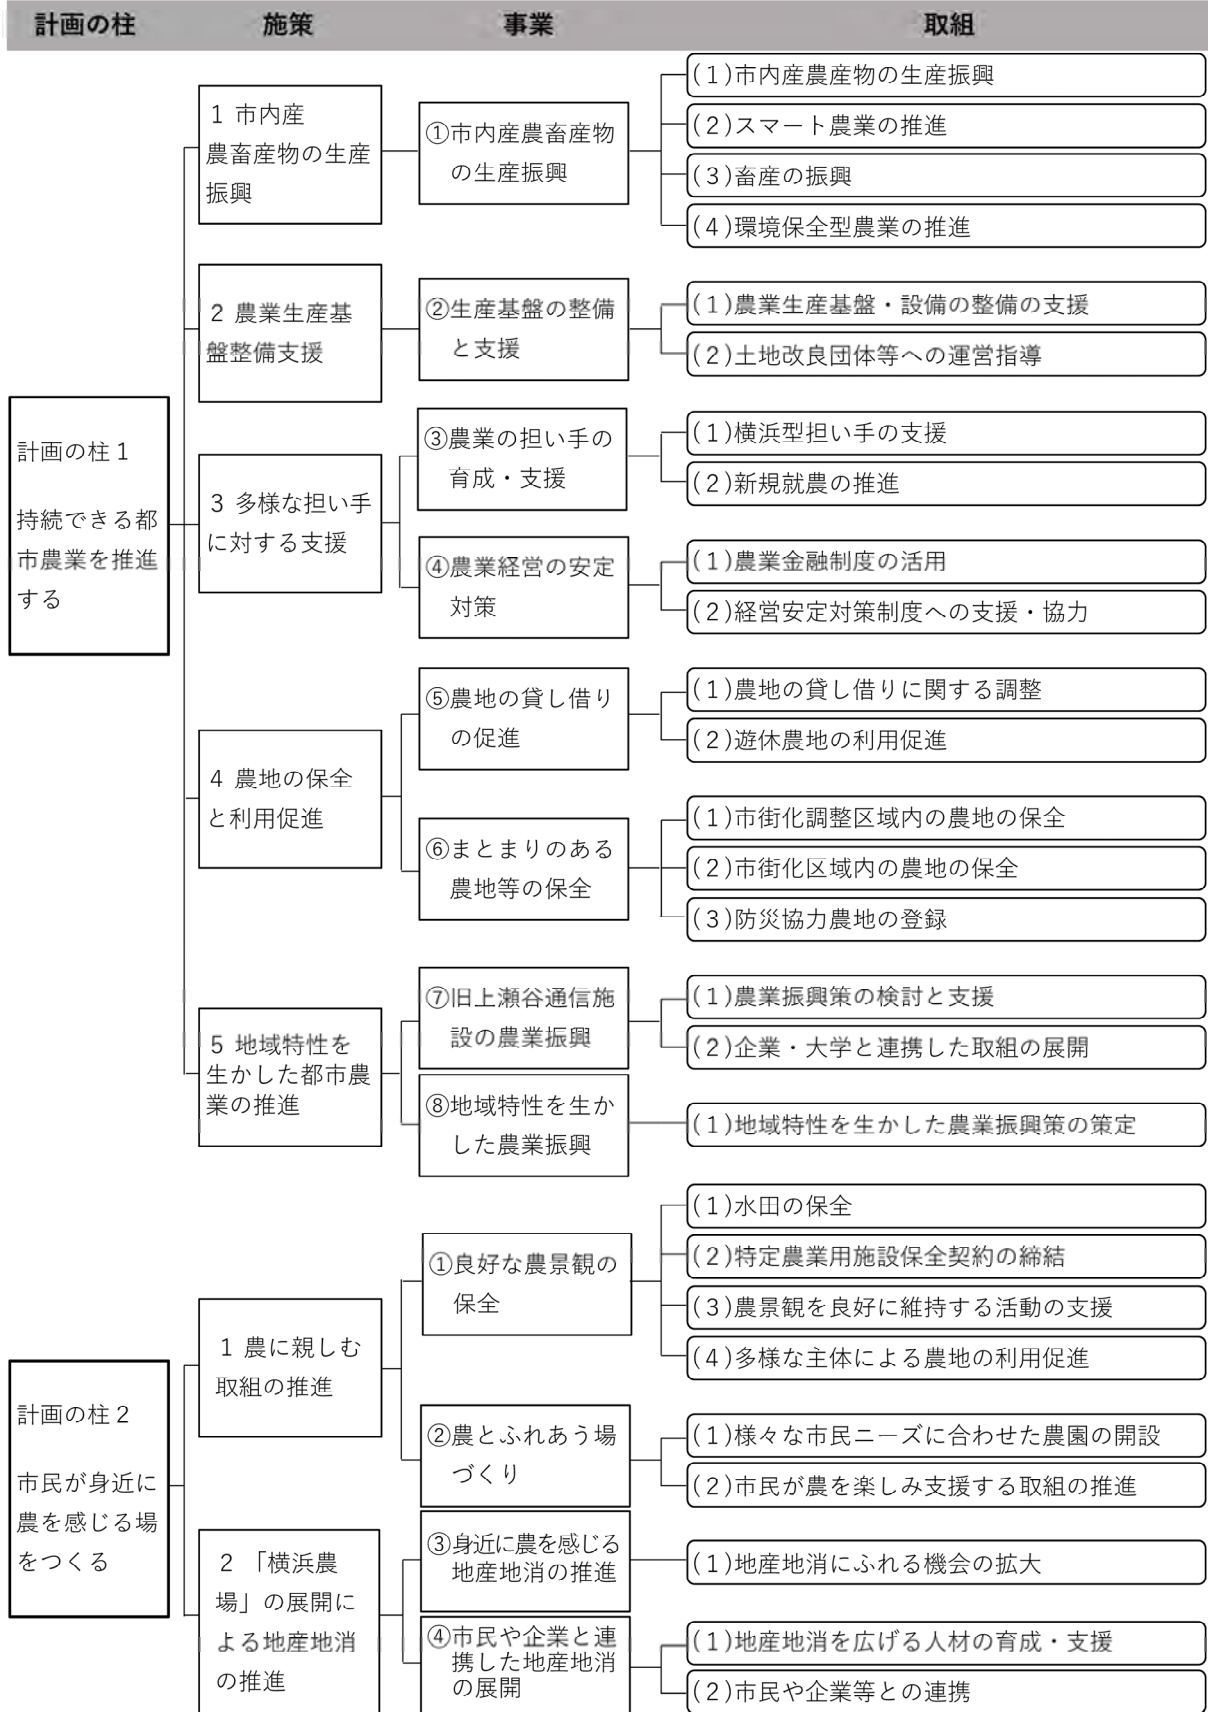 計画の柱 施策 事業 取組
計画の柱1
持続できる都
市農業を推進
する
1 市内産
農畜産物の生産
振興
①市内産農畜産物
の生産振興
(1)市内産農産物の生産振興
(2)スマート農業の推進
(3)畜産の振興
(4)環境保全型農業の推進
2 農業生産基
盤整備支援
②生産基盤の整備
と支援
(1)農業生産基盤・設備の整備の支援
(2)土地改良団体等への運営指導
3 多様な担い手
に対する支援
③農業の担い手の
育成・支援
(1)横浜型担い手の支援
(2)新規就農の推進
④農業経営の安定
対策
(1)農業金融制度の活用
(2)経営安定対策制度への支援・協力
4 農地の保全
と利用促進
⑤農地の貸し借り
の促進
(1)農地の貸し借りに関する調整
(2)遊休農地の利用促進
⑥まとまりのある
農地等の保全
(1)市街化調整区域内の農地の保全
(2)市街化区域内の農地の保全
(3)防災協力農地の登録
5 地域特性を
生かした都市農
業の推進
⑦旧上瀬谷通信施
設の農業振興
(1)農業振興策の検討と支援
(2)企業・大学と連携した取組の展開
⑧地域特性を生か
した農業振興
(1)地域特性を生かした農業振興策の策定
計画の柱2
市民が身近に
農を感じる場
をつくる
1 農に親しむ
取組の推進
①良好な農景観の
保全
(1)水田の保全
(2)特定農業用施設保全契約の締結
(3)農景観を良好に維持する活動の支援
(4)多様な主体による農地の利用促進
②農とふれあう場
づくり
(1)様々な市民ニーズに合わせた農園の開設
(2)市民が農を楽しみ支援する取組の推進
2 「横浜農
場」の展開に
よる地産地消
の推進
③身近に農を感じる
地産地消の推進
(1)地産地消にふれる機会の拡大
④市民や企業と連
携した地産地消
の展開
(1)地産地消を広げる人材の育成・支援
(2)市民や企業等との連携